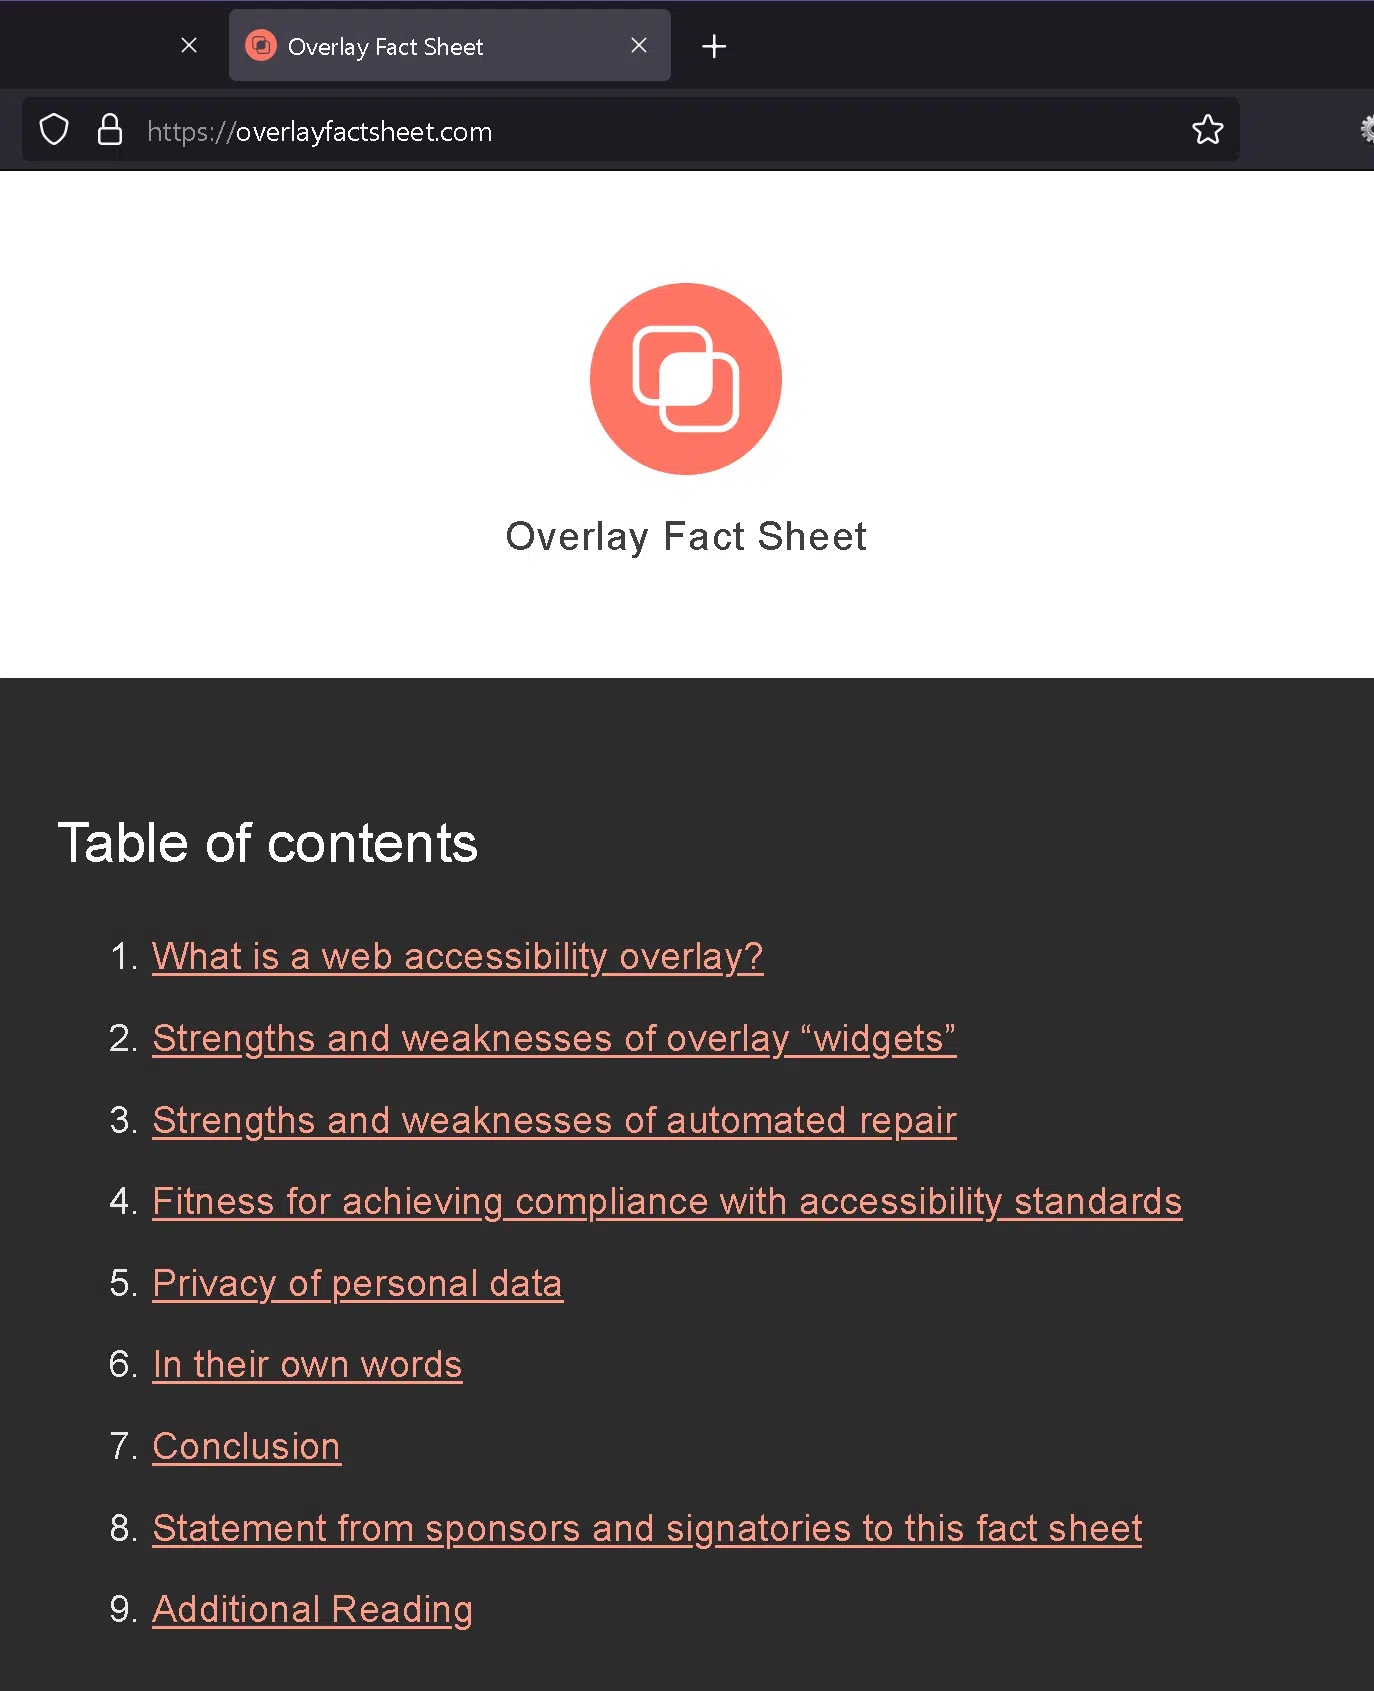 Overlay Fact Sheet
https://overlayfactsheet.com
Overlay Fact Sheet
Table of contents
1. What is a web accessibility overlay?
2. Strengths and weaknesses of overlay “widgets”
3. Strengths and weaknesses of automated repair
4. Fitness for achieving compliance with accessibility standards
5. Privacy of personal data
6. In their own words
7. Conclusion
8. Statement from sponsors and signatories to this fact sheet
9. Additional Reading